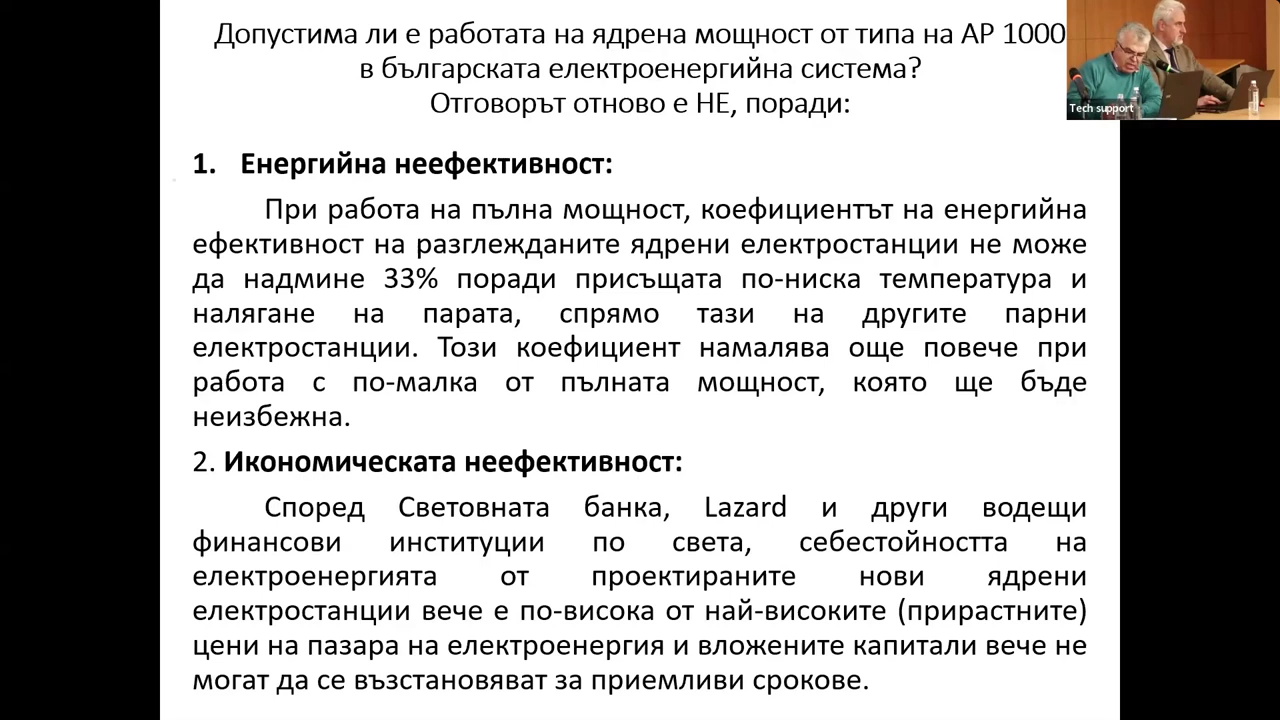 Допустима ли е работата на ядрена мощност от типа на АР 1000
в българската електроенергийна система?
Отговорът отново е НЕ, поради:
Tech support
1. Енергийна неефективност:
При работа на пълна мощност, коефициентът на енергийна
ефективност на разглежданите ядрени електростанции не може
да надмине 33% поради присъщата по-ниска температура и
налягане на парата, спрямо тази на другите парни
електростанции. Този коефициент намалява още повече при
работа с по-малка от пълната мощност, която ще бъде
неизбежна.
2. Икономическата неефективност:
Според Световната банка, Lazard и други водещи
финансови институции по света, себестойността на
електроенергията от проектираните нови ядрени
електростанции вече е по-висока от най-високите (прирастните)
цени на пазара на електроенергия и вложените капитали вече не
могат да се възстановяват за приемливи срокове.